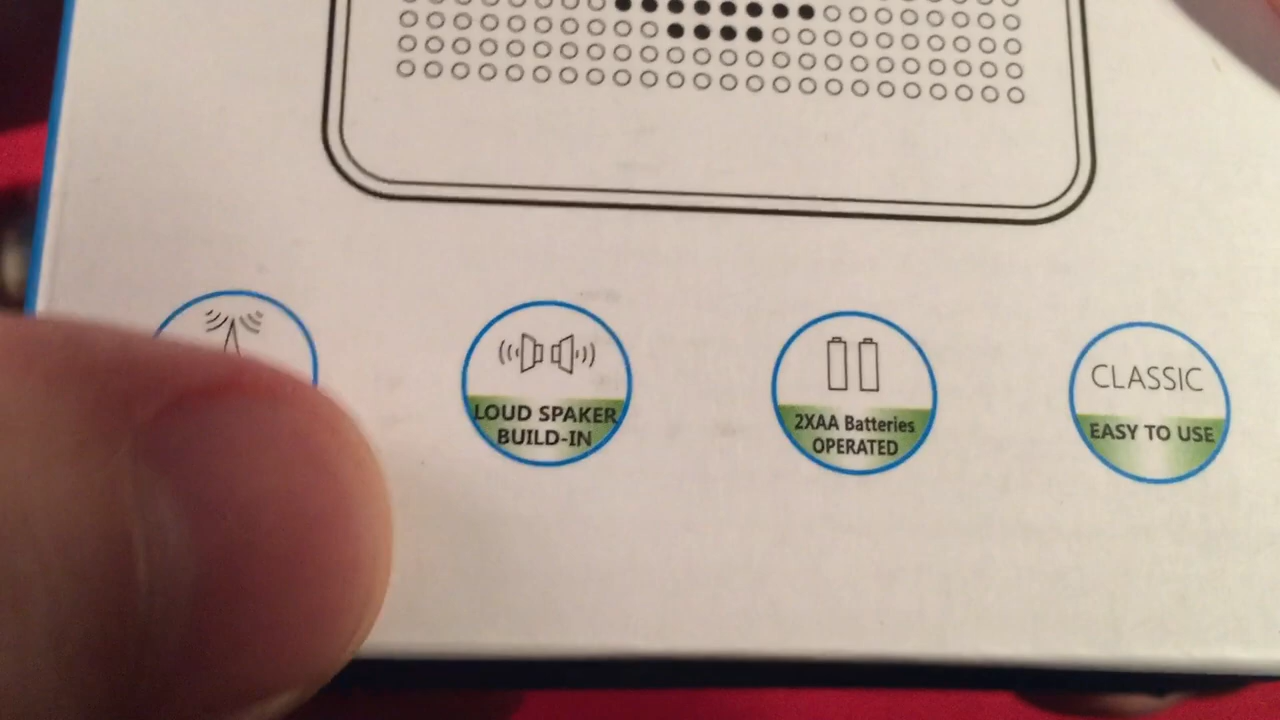 LOUD SPAKER
BUILD-IN
2XAA Batteries
OPERATED
CLASSIC
EASY TO USE